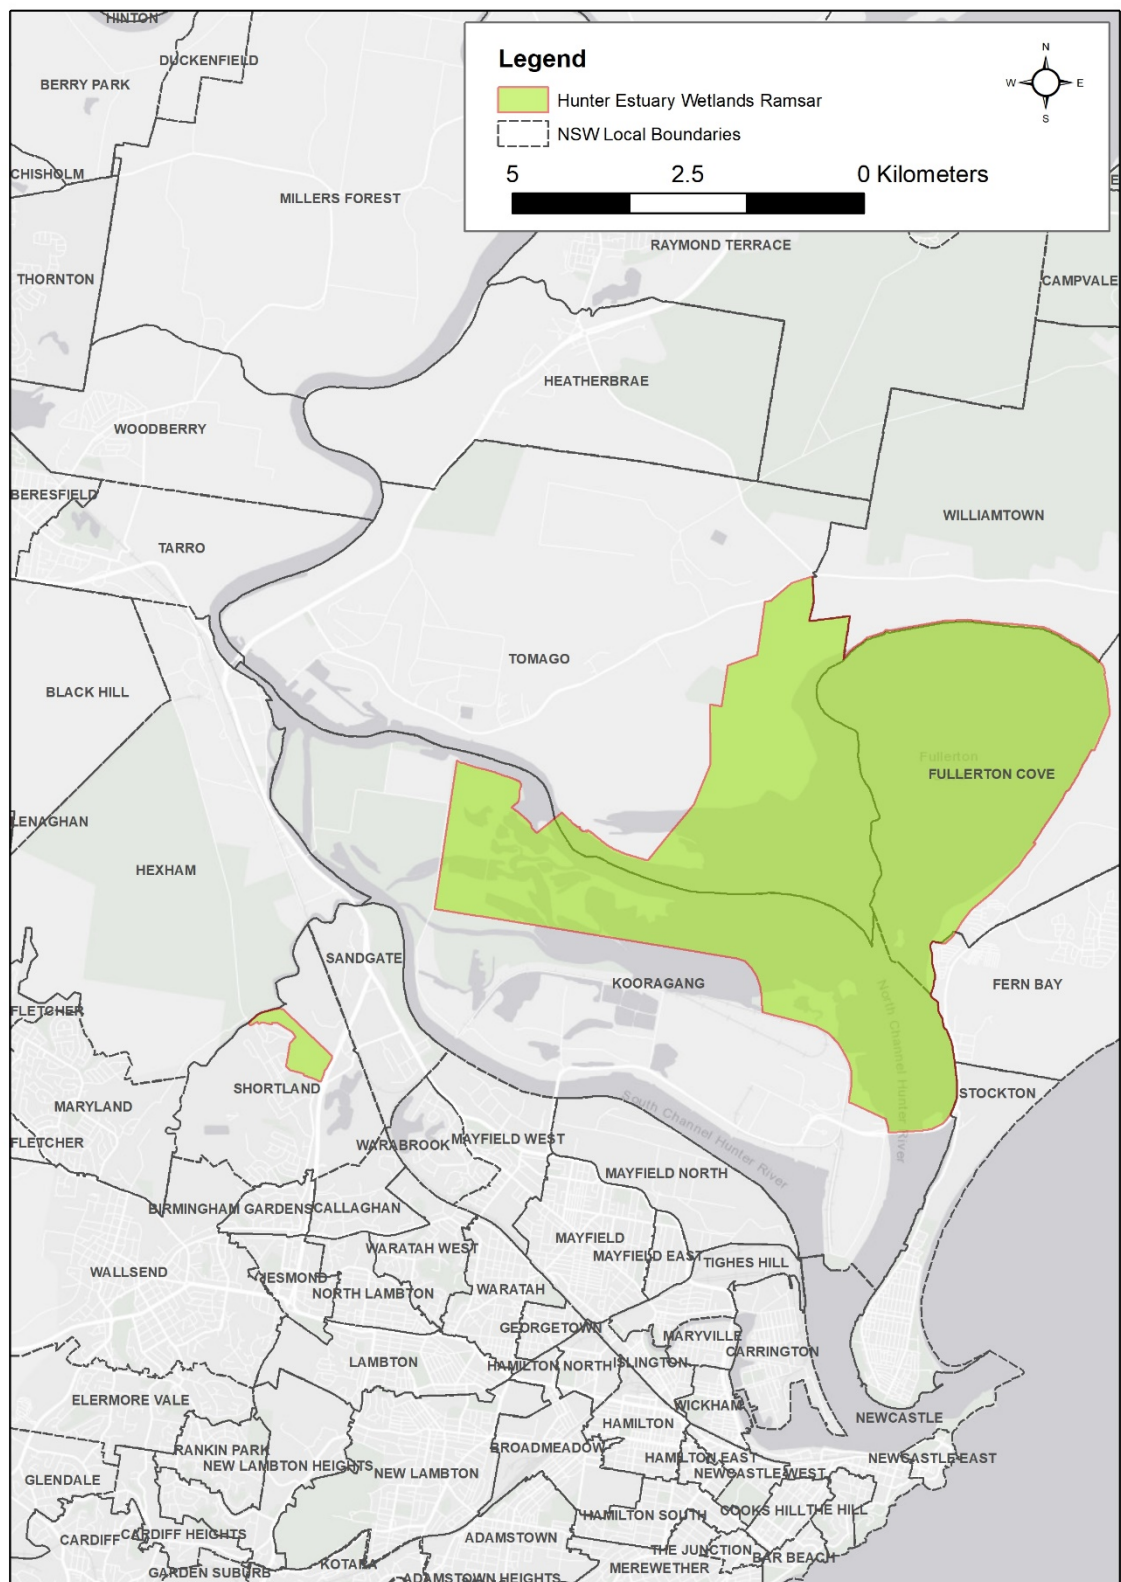 HINTON
DUCKENFIELD
BERRY PARK
Legend
N
W E
S
Hunter Estuary Wetlands Ramsar
NSW Local Boundaries
5 2.5 0 Kilometers
CHISHOLM
MILLERS FOREST
E
RAYMOND TERRACE
THORNTON
CAMPVALE
HEATHERBRAE
WOODBERRY
BERESFIELD
WILLIAMTOWN
TARRO
TOMAGO
BLACK HILL
Fullerton
FULLERTON COVE
LENAGHAN
HEXHAM
SANDGATE
KOORAGANG
FERN BAY
FLETCHER
North Channel Hunter River
SHORTLAND
STOCKTON
MARYLAND
South Channel Hunter River
FLETCHER
WARABROOK
MAYFIELD WEST
MAYFIELD NORTH
BIRMINGHAM GARDENS
CALLAGHAN
MAYFIELD
WARATAH WEST
MAYFIELD EAST
TIGHES HILL
WALLSEND
JESMOND
NORTH LAMBTON
WARATAH
GEORGETOWN
MARYVILLE
CARRINGTON
LAMBTON
HAMILTON NORTH
ISLINGTON
ELERMORE VALE
WICKHAM
NEWCASTLE
HAMILTON
RANKIN PARK
BROADMEADOW
HAMILTON EAST
NEWCASTLE EAST
NEW LAMBTON HEIGHTS
NEW LAMBTON
NEWCASTLE WEST
GLENDALE
COOKS HILL
THE HILL
HAMILTON SOUTH
CARDIFF
CARDIFF HEIGHTS
ADAMSTOWN
THE JUNCTION
BAR BEACH
KOTARA
MEREWETHER
GARDEN SUBURB
ADAMSTOWN HEIGHTS